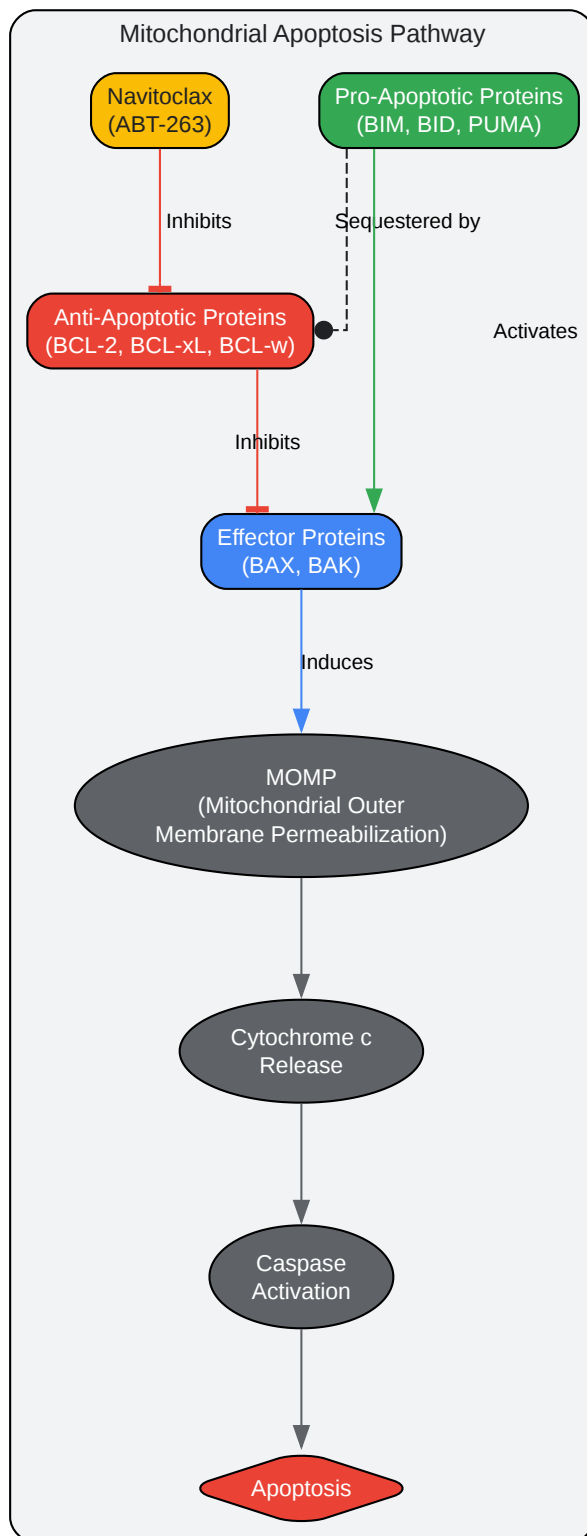 Mitochondrial Apoptosis Pathway
Navitoclax
(ABT-263)
Pro-Apoptotic Proteins
(BIM, BID, PUMA)
Inhibits
Sequestered by
Anti-Apoptotic Proteins
(BCL-2, BCL-xL, BCL-w)
Activates
Inhibits
Effector Proteins
(BAX, BAK)
Induces
MOMP
(Mitochondrial Outer
Membrane Permeabilization)
Cytochrome c
Release
Caspase
Activation
Apoptosis